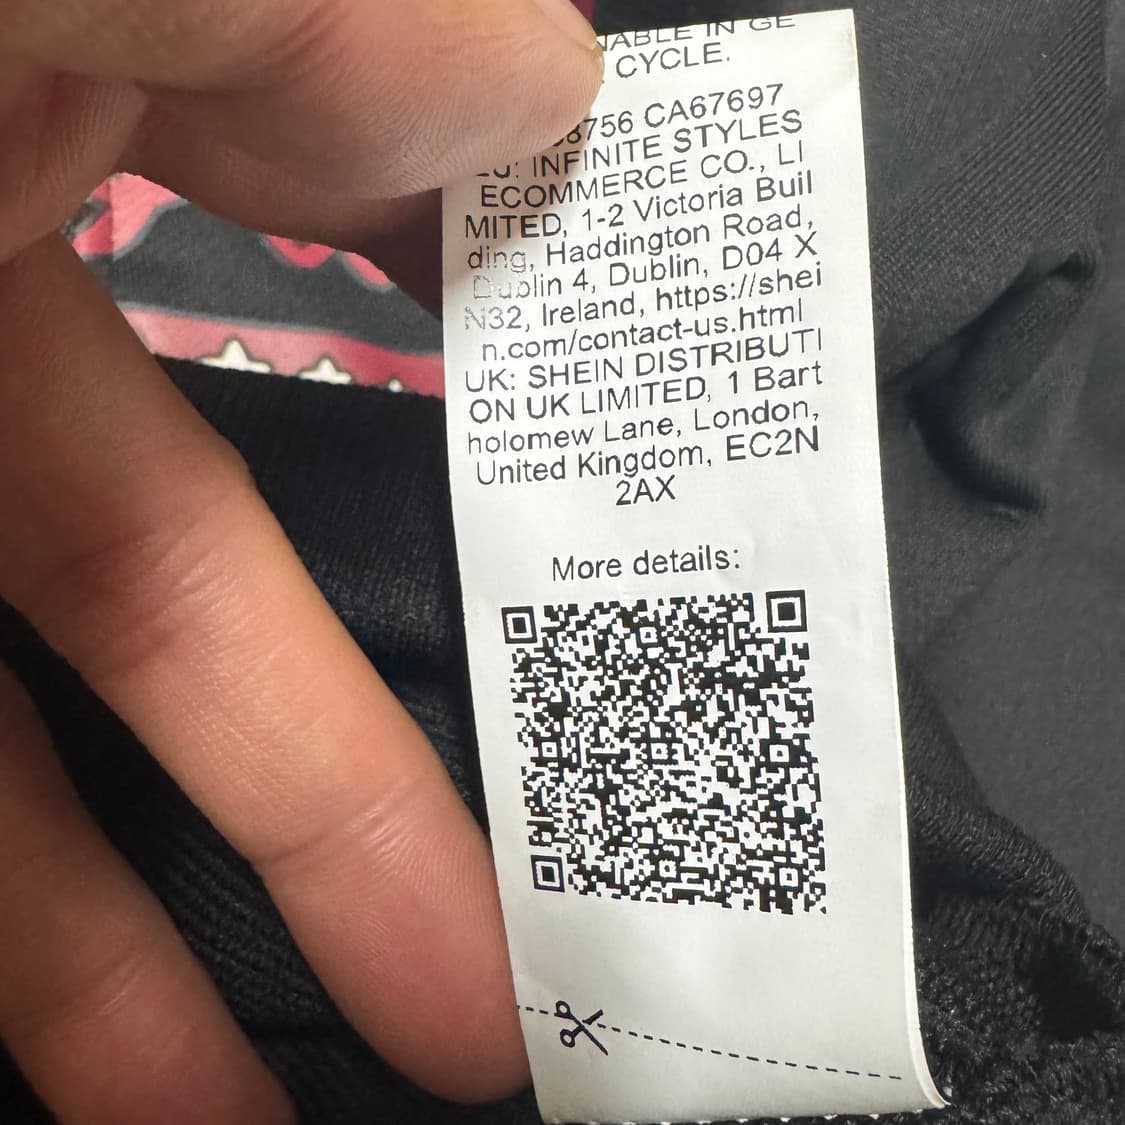 IN GE
CYCLE.
CA67697
INFINITE STYLES
ECOMMERCE CO., LI
MITED, 1-2 Victoria Buil
ding, Haddington Road,
Dublin 4, Dublin, D04 X
N32, Ireland, https://shei
n.com/contact-us.html
UK: SHEIN DISTRIBUTI
ON UK LIMITED, 1 Bart
holomew Lane, London,
United Kingdom, EC2N
2AX
More details: